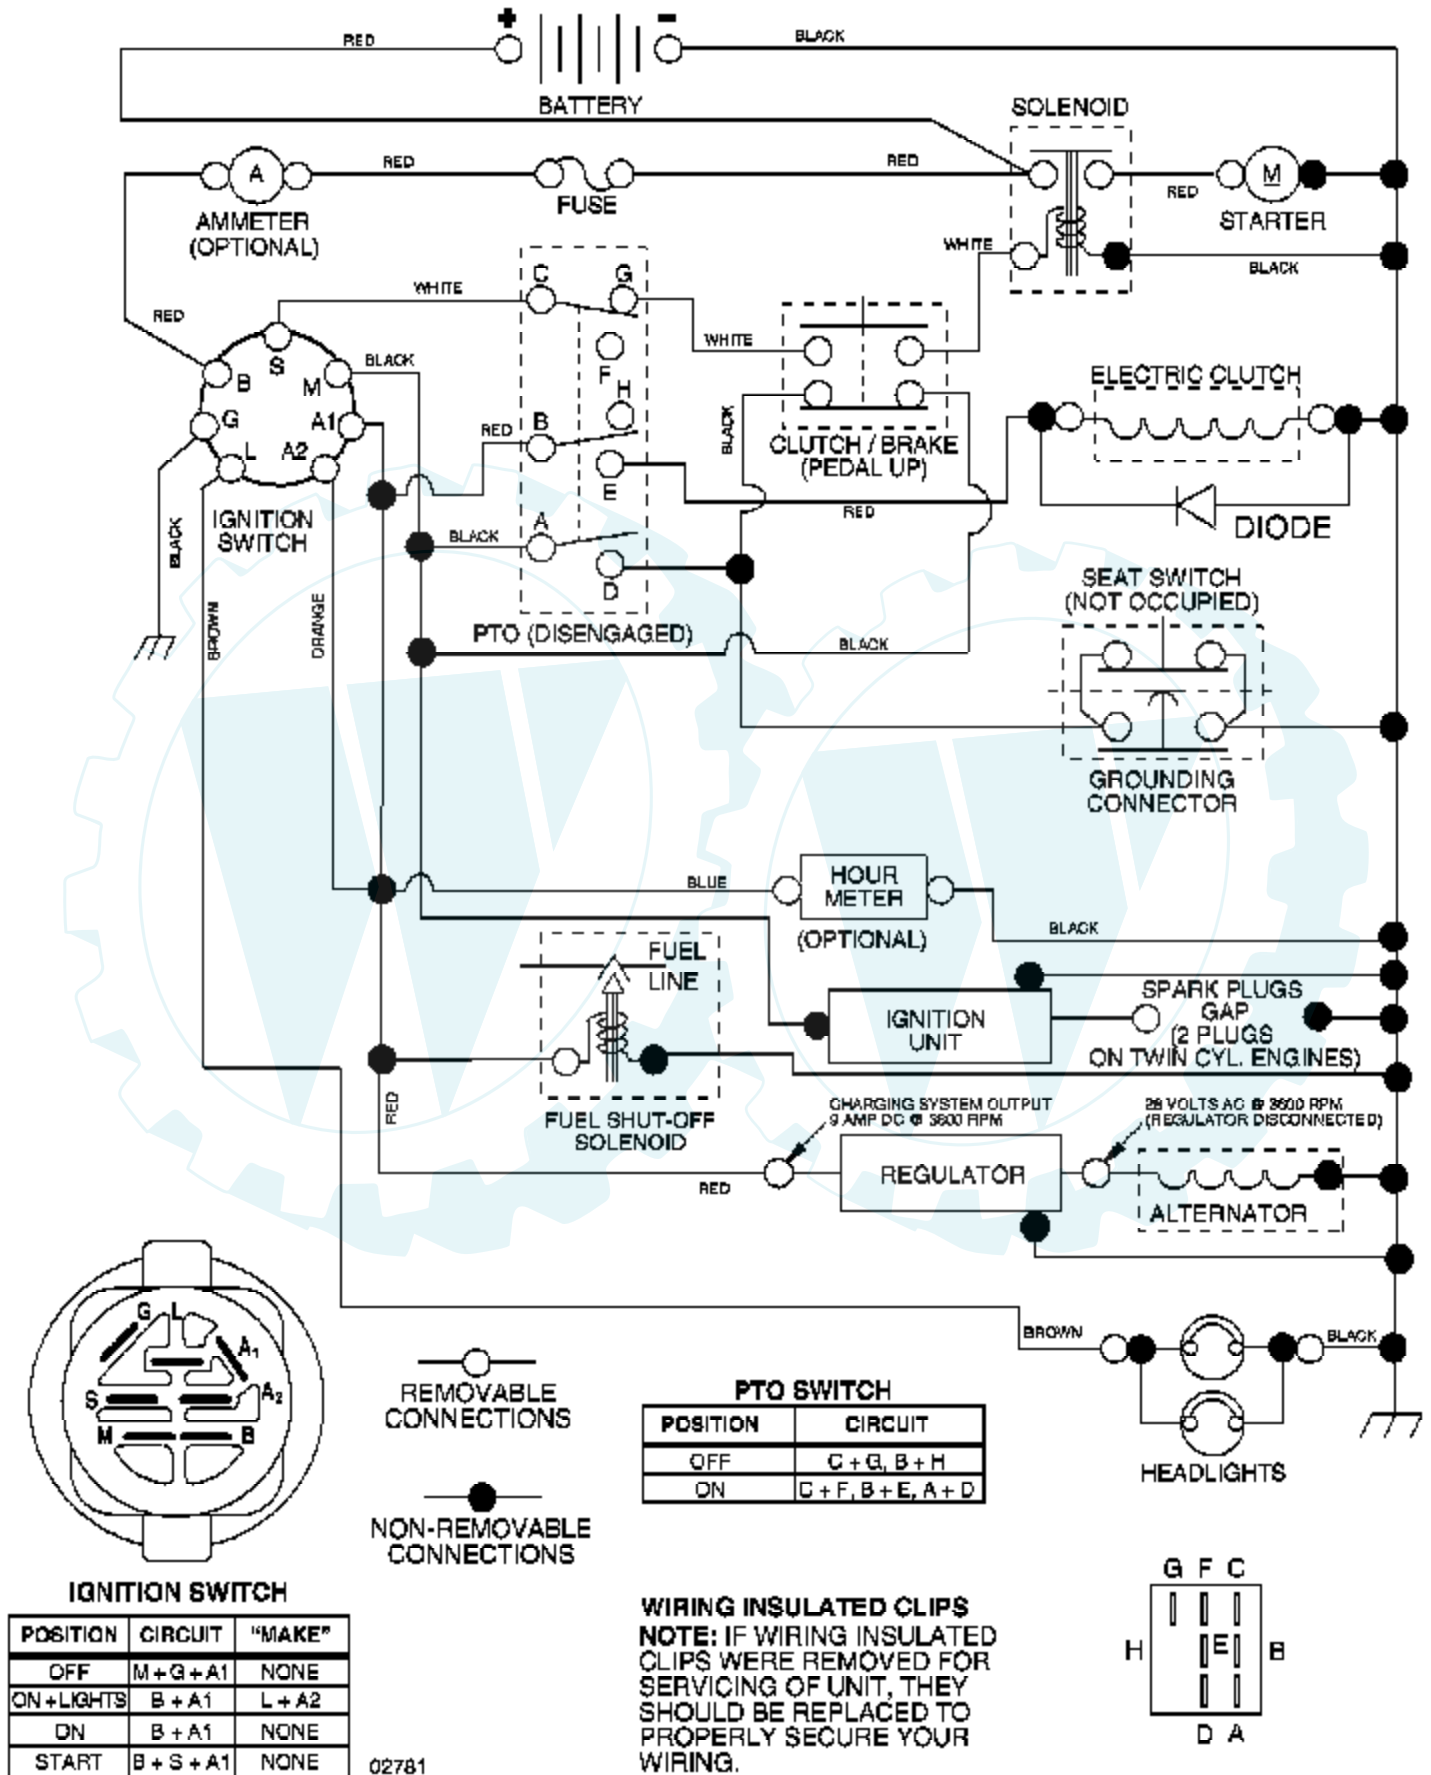 + -
RED
BLACK
BATTERY
SOLENOID
A
RED
RED
FUSE
AMMETER
(OPTIONAL)
M
RED
STARTER
WHITE
BLACK
C G
WHITE
RED
S
WHITE
F
BLACK
B
M
H
ELECTRIC CLUTCH
G
A1
RED
B
BLACK
L
A2
CLUTCH / BRAKE
(PEDAL UP)
E
RED
IGNITION
SWITCH
A
DIODE
BLACK
BLACK
D
SEAT SWITCH
(NOT OCCUPIED)
BROWN
ORANGE
PTO (DISENGAGED)
BLACK
GROUNDING
CONNECTOR
BLUE
HOUR
METER
(OPTIONAL)
BLACK
FUEL
LINE
IGNITION
UNIT
SPARK PLUGS
GAP
(2 PLUGS
ON TWIN CYL. ENGINES)
RED
FUEL SHUT-OFF
SOLENOID
CHARGING SYSTEM OUTPUT
9 AMP DC @ 3600 RPM
28 VOLTS AC @ 3600 RPM
(REGULATOR DISCONNECTED)
RED
REGULATOR
ALTERNATOR
G L
A1
S
A2
M
B
REMOVABLE
CONNECTIONS
NON-REMOVABLE
CONNECTIONS
BROWN
BLACK
HEADLIGHTS
PTO SWITCH
POSITION CIRCUIT
OFF C + G, B + H
ON C + F, B + E, A + D
IGNITION SWITCH
POSITION CIRCUIT "MAKE"
OFF M + G + A1 NONE
ON + LIGHTS B + A1 L + A2
ON B + A1 NONE
START B + S + A1 NONE
02781
WIRING INSULATED CLIPS
NOTE: IF WIRING INSULATED
CLIPS WERE REMOVED FOR
SERVICING OF UNIT, THEY
SHOULD BE REPLACED TO
PROPERLY SECURE YOUR
WIRING.
G F C
H E B
D A